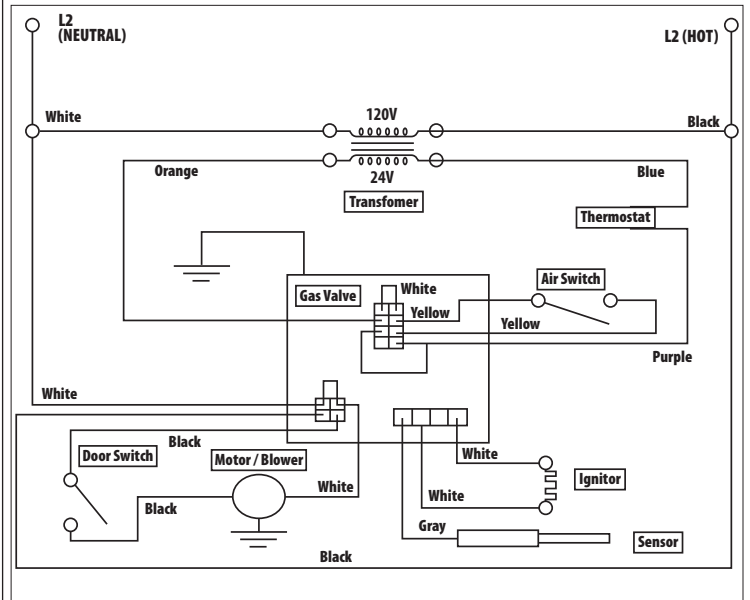 L2
(NEUTRAL)
L2 (HOT)
White
120V
Black
Orange
24V
Blue
Transfomer
Thermostat
Gas Valve
White
Air Switch
Yellow
Yellow
Purple
White
Black
Door Switch
Motor / Blower
White
Black
White
White
Ignitor
Gray
Sensor
Black